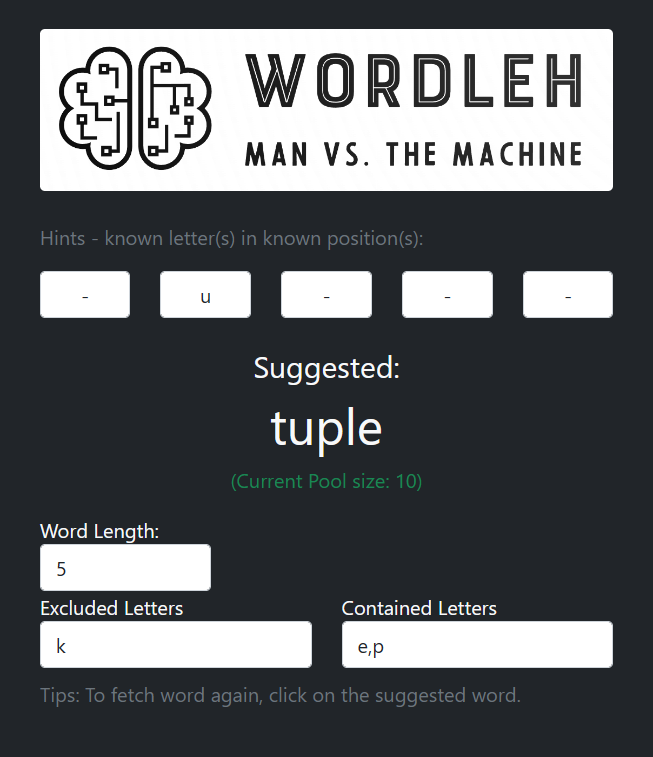 WORDLEH
MAN VS. THE MACHINE
Hints - known letter(s) in known position(s):
- u - - -
Suggested:
tuple
(Current Pool size: 10)
Word Length:
5
Excluded Letters Contained Letters
k e,p
Tips: To fetch word again, click on the suggested word.